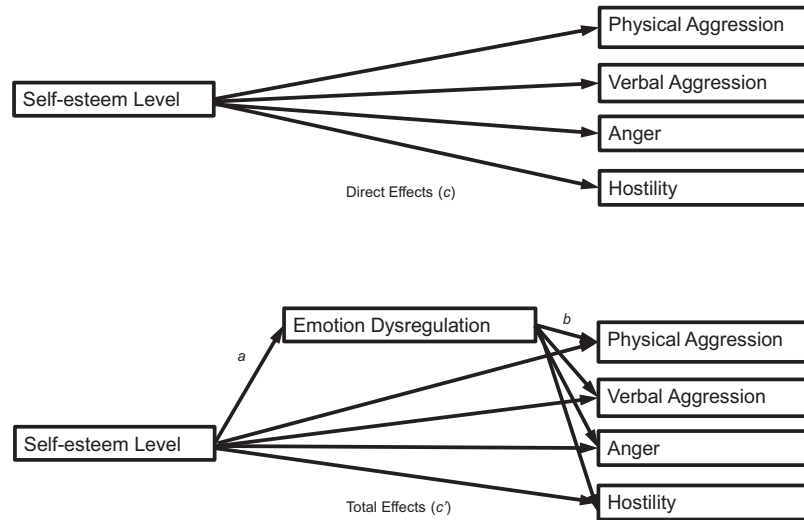 Physical Aggression
Verbal Aggression
Self-esteem Level
Anger
Hostility
Direct Effects (c)
Emotion Dysregulation
b
Physical Aggression
a
Verbal Aggression
Self-esteem Level
Anger
Hostility
Total Effects (c’)